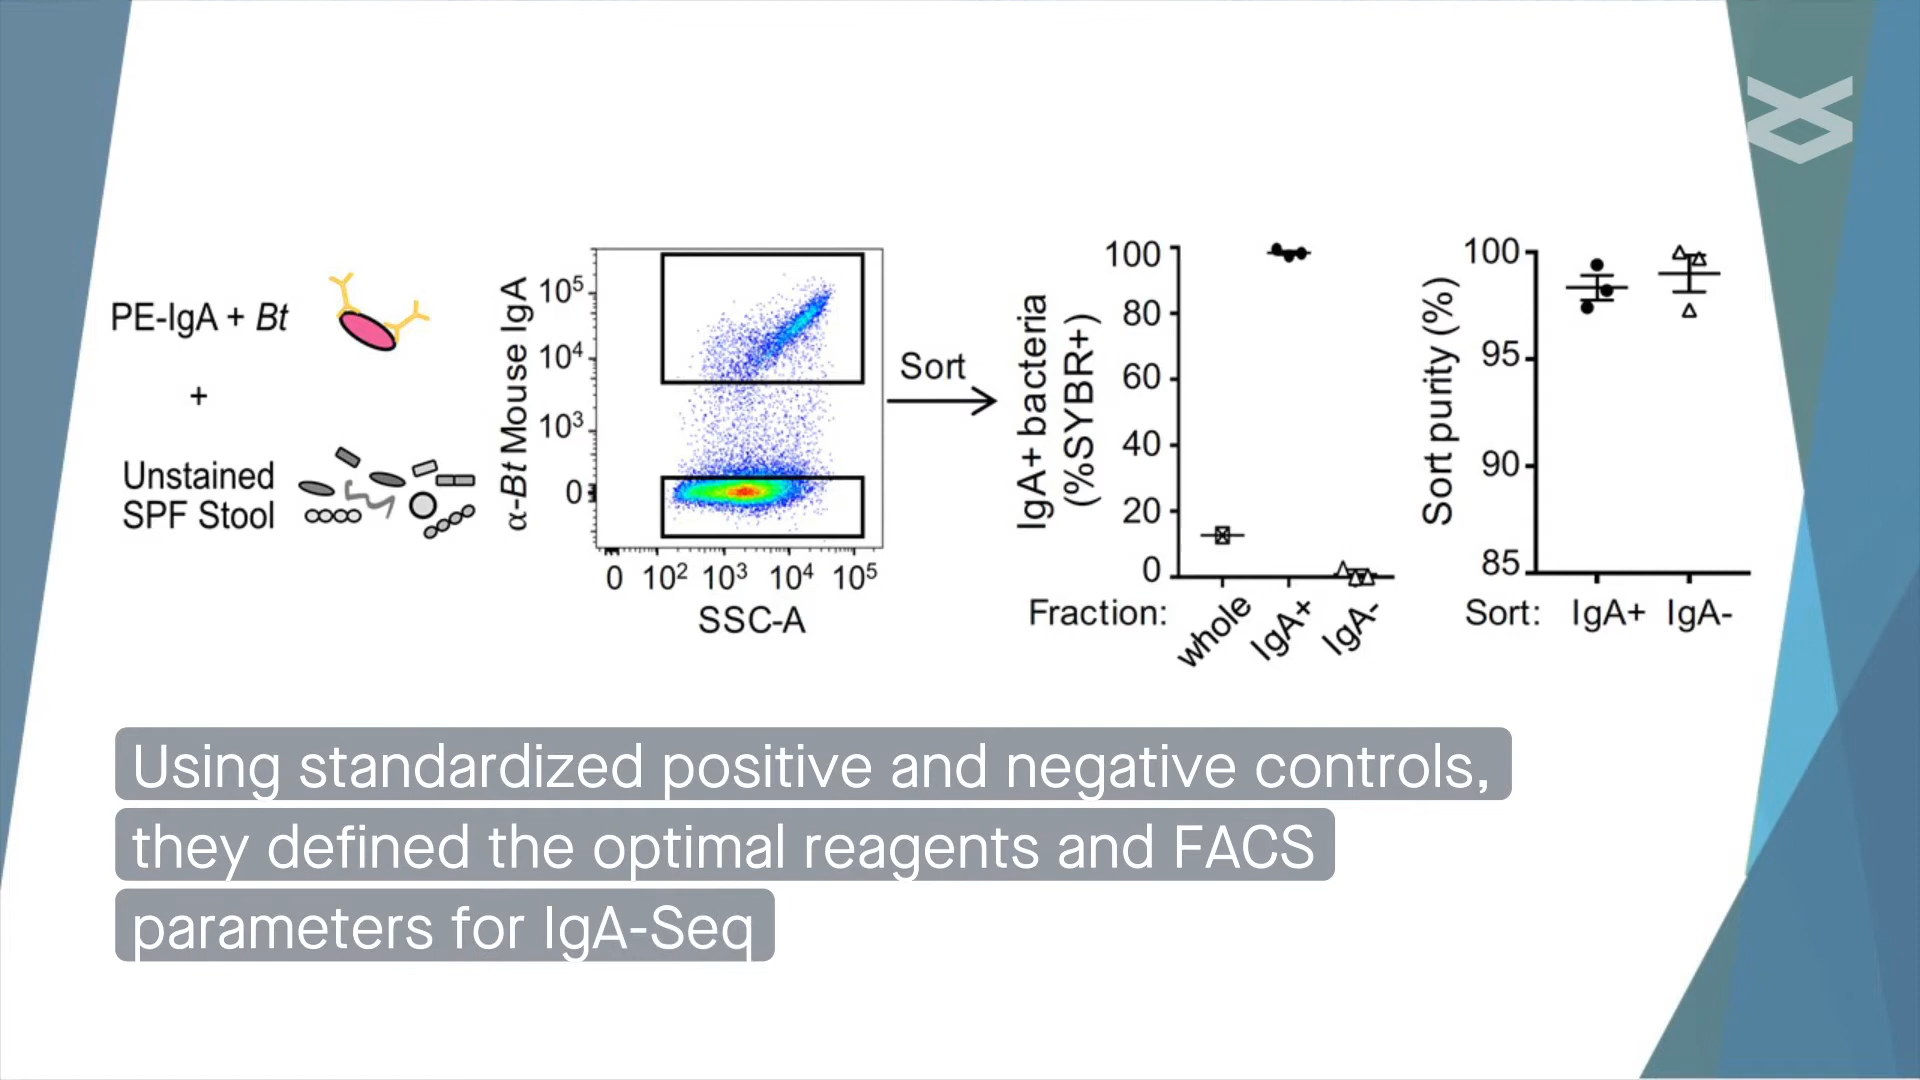 PE-IgA + Bt
+
Unstained
SPF Stool
α-Bt Mouse IgA
10⁵
10⁴
10³
0
0 10² 10³ 10⁴ 10⁵
SSC-A
Sort
IgA+ bacteria
(%SYBR+)
100
80
60
40
20
0
Fraction: whole IgA+ IgA-
Sort purity (%)
100
95
90
85
Sort: IgA+ IgA-
Using standardized positive and negative controls,
they defined the optimal reagents and FACS
parameters for IgA-Seq